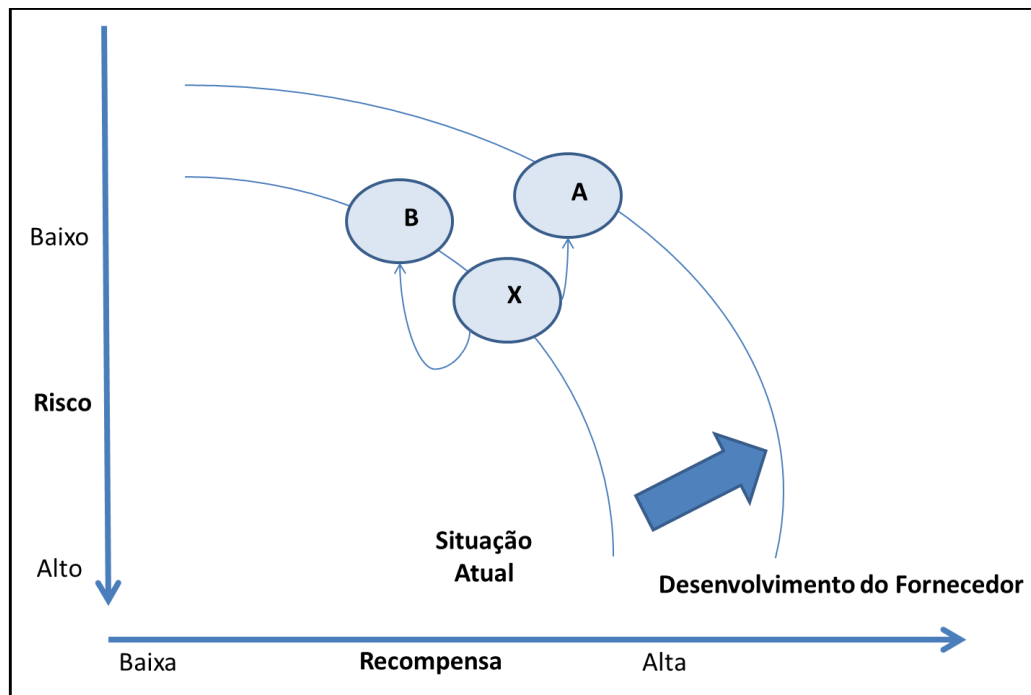 A
B
Baixo
X
Risco
Situação
Atual
Alto
Desenvolvimento do Fornecedor
Baixa
Recompensa
Alta